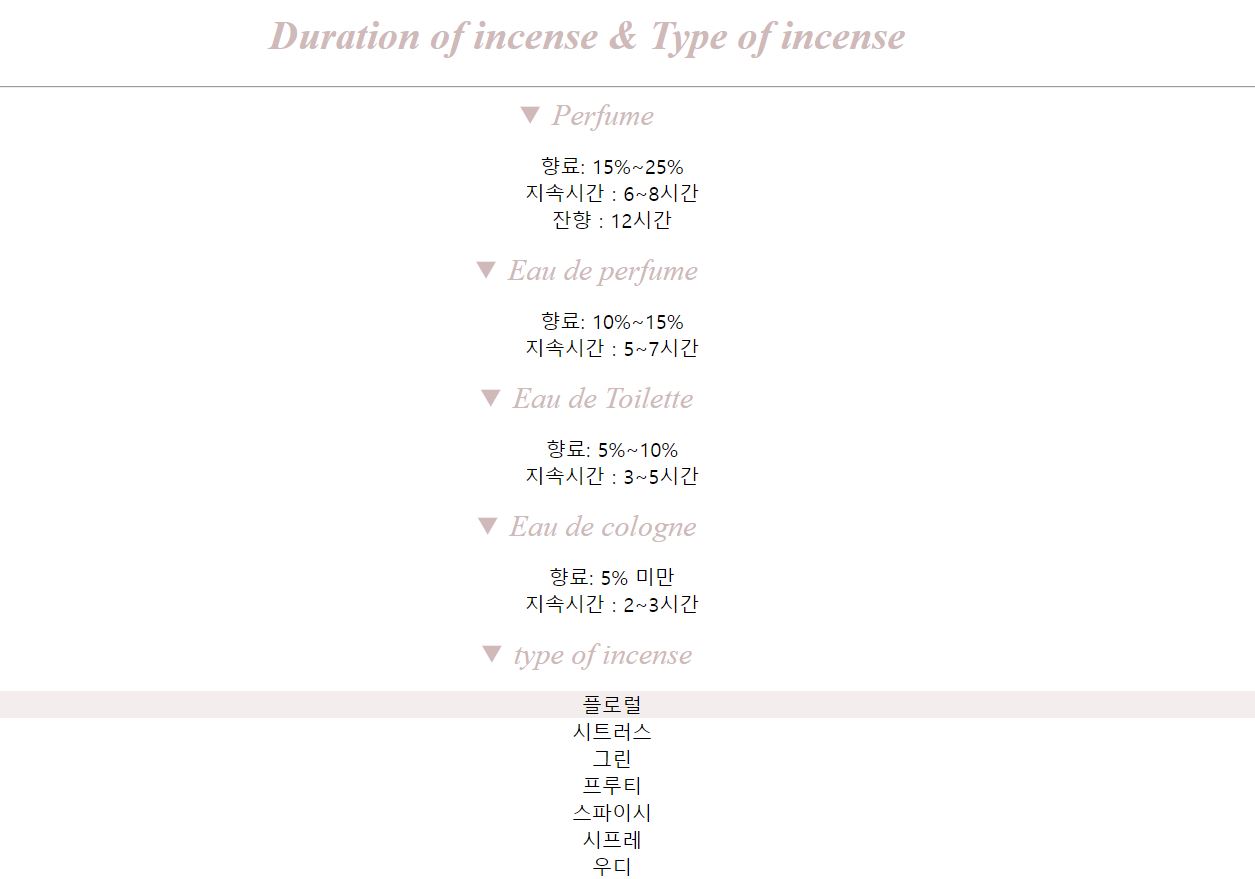 Duration of incense & Type of incense
▼ Perfume
향료: 15%~25%
지속시간 : 6~8시간
잔향 : 12시간
▼ Eau de perfume
향료: 10%~15%
지속시간 : 5~7시간
▼ Eau de Toilette
향료: 5%~10%
지속시간 : 3~5시간
▼ Eau de cologne
향료: 5% 미만
지속시간 : 2~3시간
▼ type of incense
플로럴
시트러스
그린
프루티
스파이시
시프레
우디